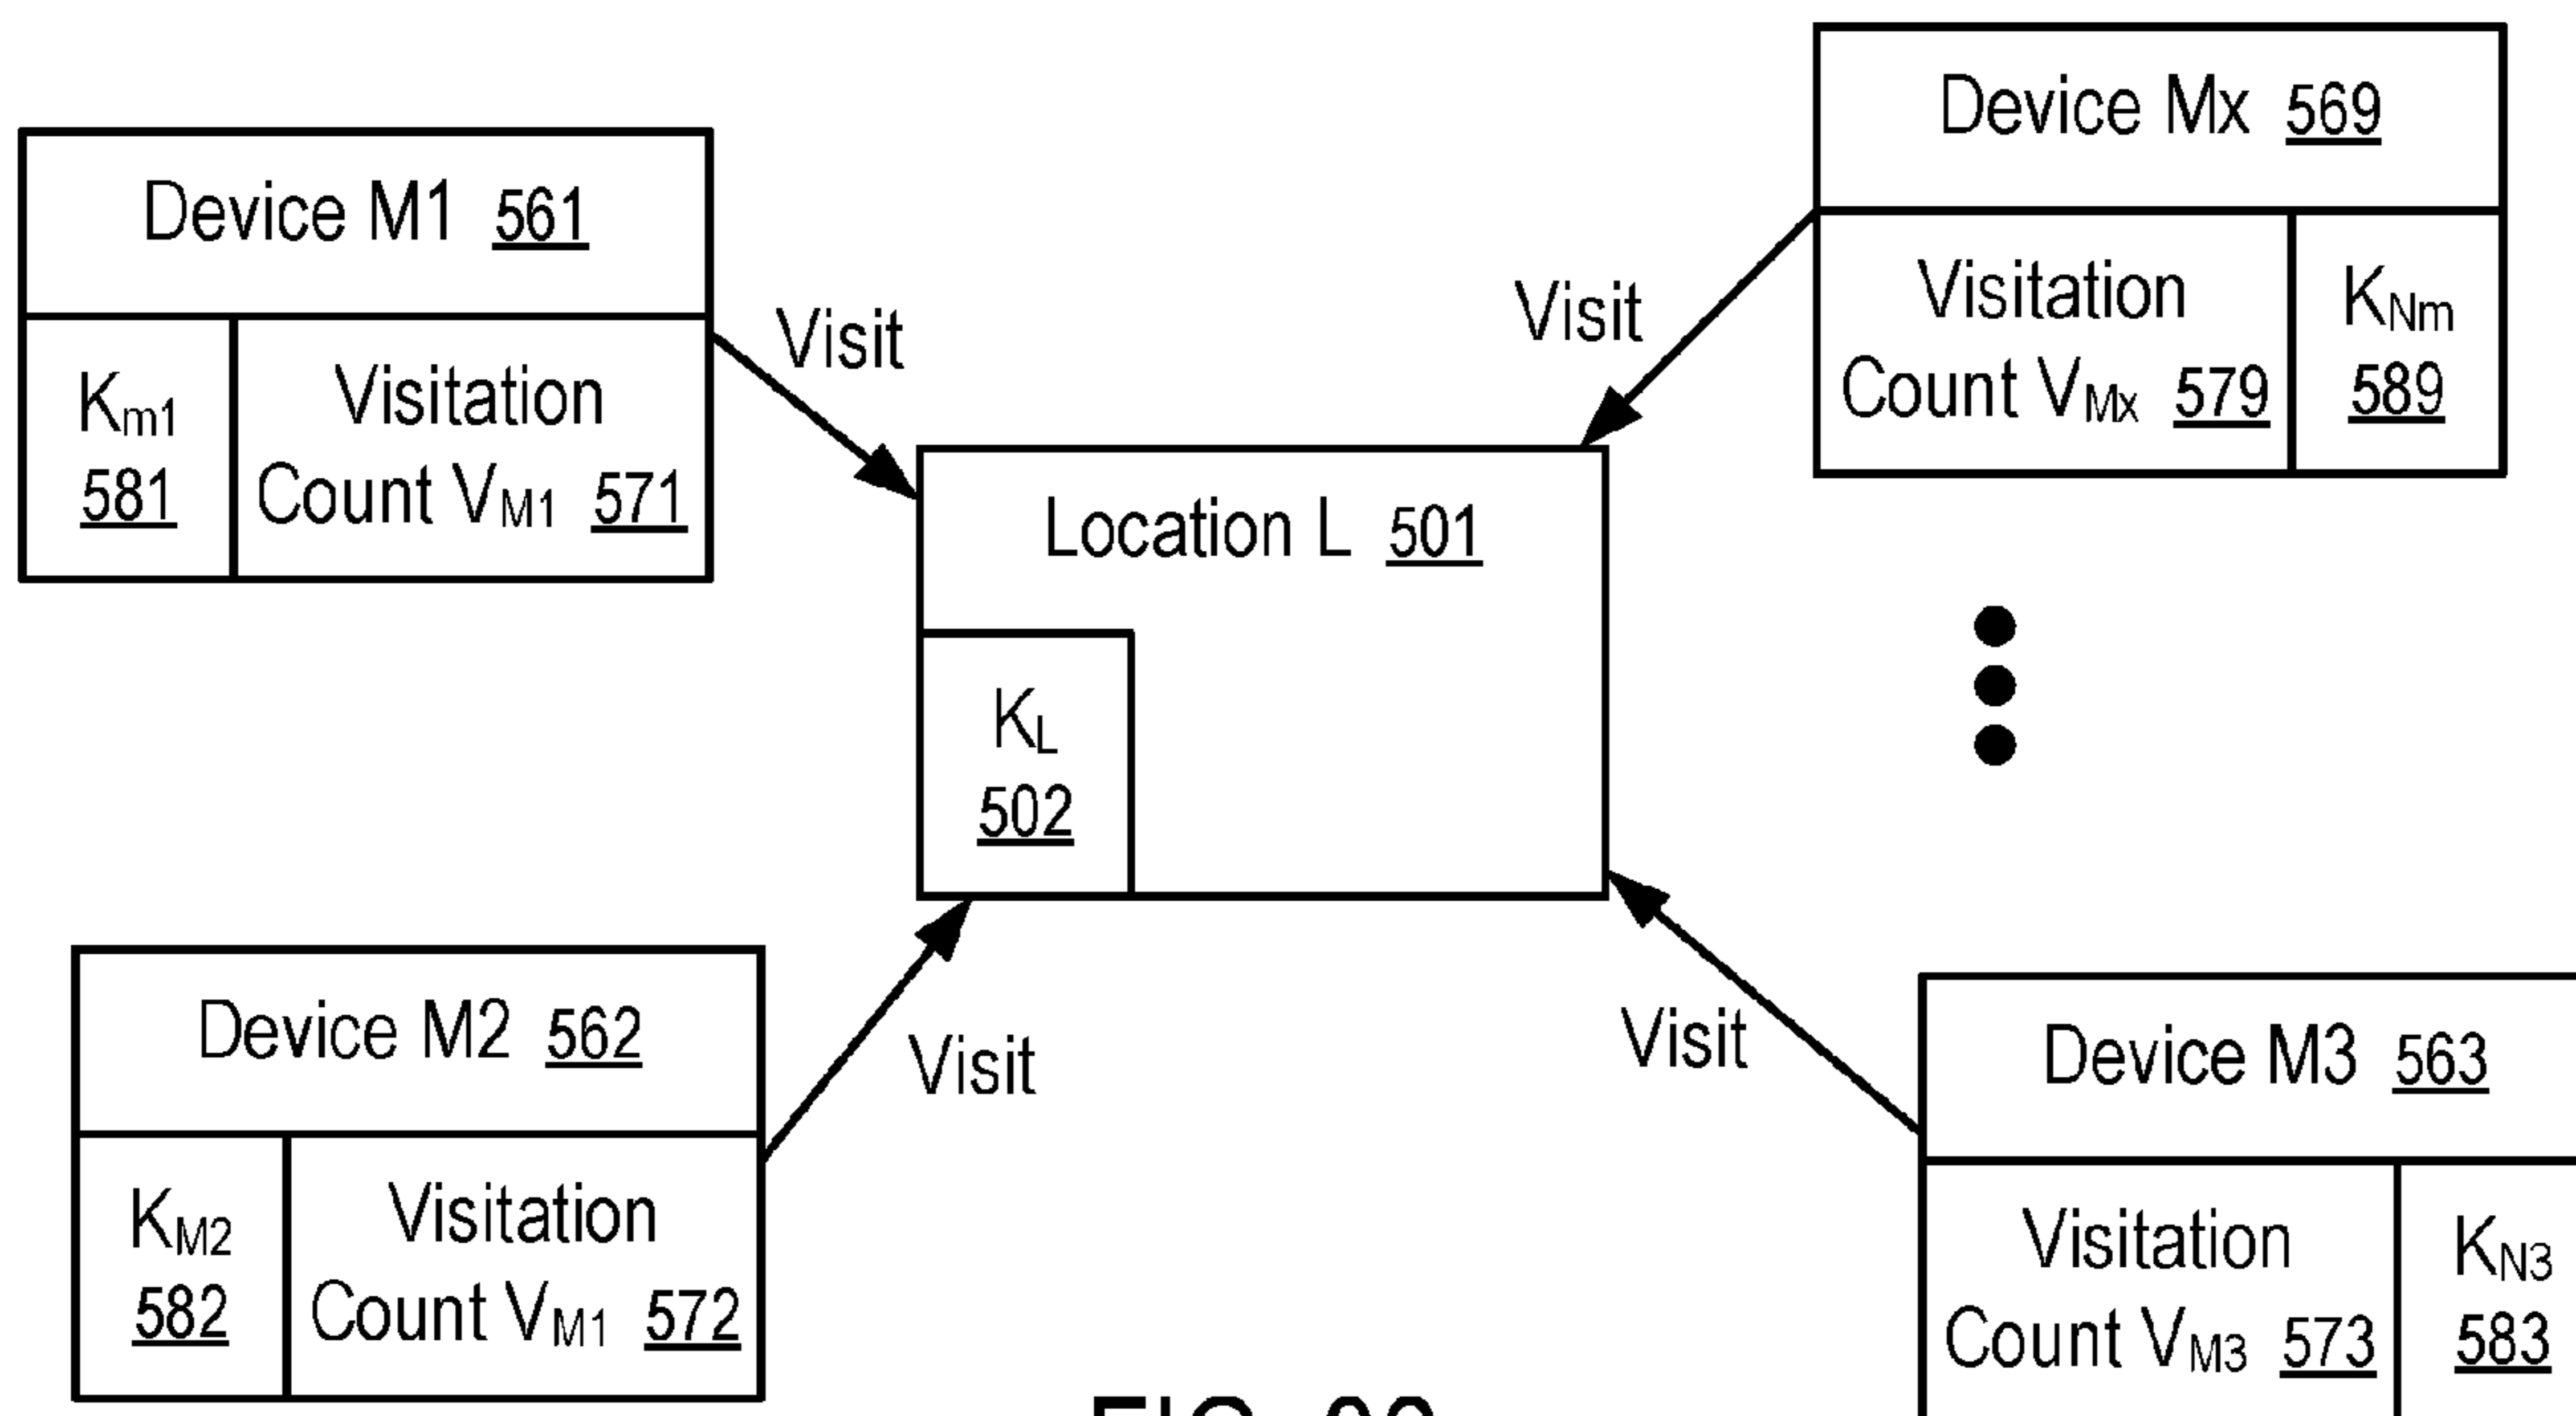 Device Mx 569
Visitation
Count VMx 579
KNm
589
Visit
Device M1 561
Km1
581
Visitation
Count VM1 571
Visit
Location L 501
KL
502
Device M2 562
KM2
582
Visitation
Count VM1 572
Visit
Device M3 563
Visitation
Count VM3 573
KN3
583
Visit